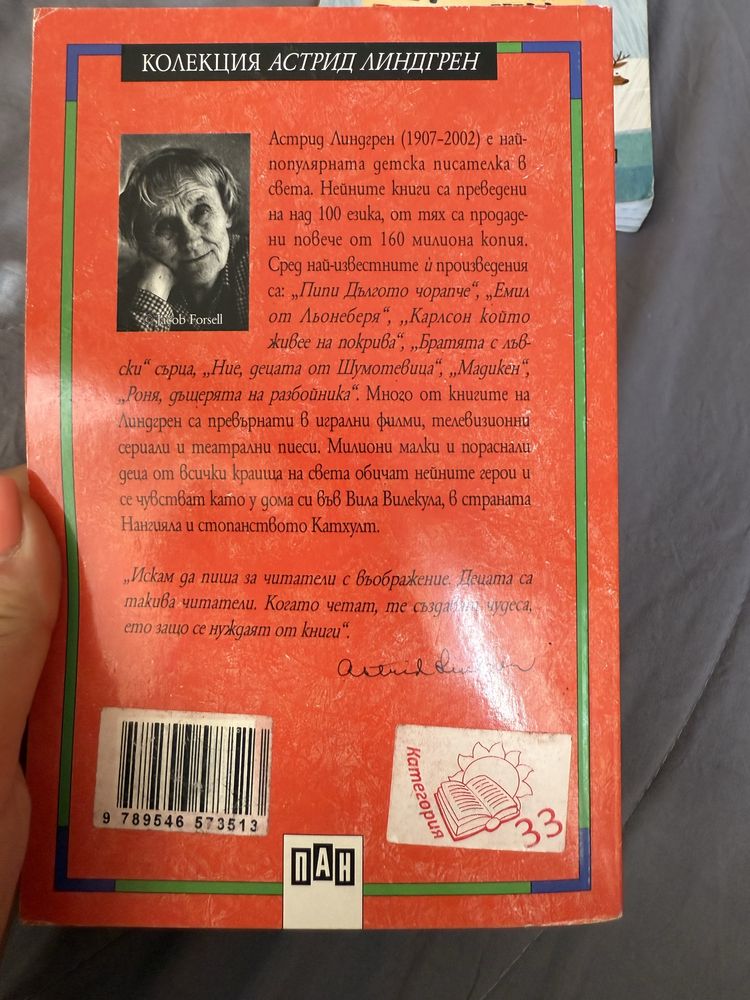 КОЛЕКЦИЯ АСТРИД ЛИНДГРЕН
Астрид Линдгрен (1907-2002) е най-
популярната детска писателка в
света. Нейните книги са преведени
на над 100 езика, от тях са продаде-
ни повече от 160 милиона копия.
Сред най-известните ѝ произведения
са: „Пипи Дългото чорапче“, „Емил
от Льонеберя“, „Карлсон който
живее на покрива“, „Братята с лъв-
ски“ сърца, „Ние, децата от Шумотевица“, „Мадикен“,
„Роня, дъщерята на разбойника“. Много от книгите на
Линдгрен са превърнати в игрални филми, телевизионни
сериали и театрални пиеси. Милиони малки и пораснали
деца от всички краища на света обичат нейните герои и
се чувстват като у дома си във Вила Вилекула, в страната
Нангияла и стопанството Катхулт.
© Jacob Forsell
„Искам да пиша за читатели с въображение. Децата са
такива читатели. Когато четат, те създават чудеса,
ето защо се нуждаят от книги“.
Astrid Lindgren
9 789546 573513
Категория
33
ПАН